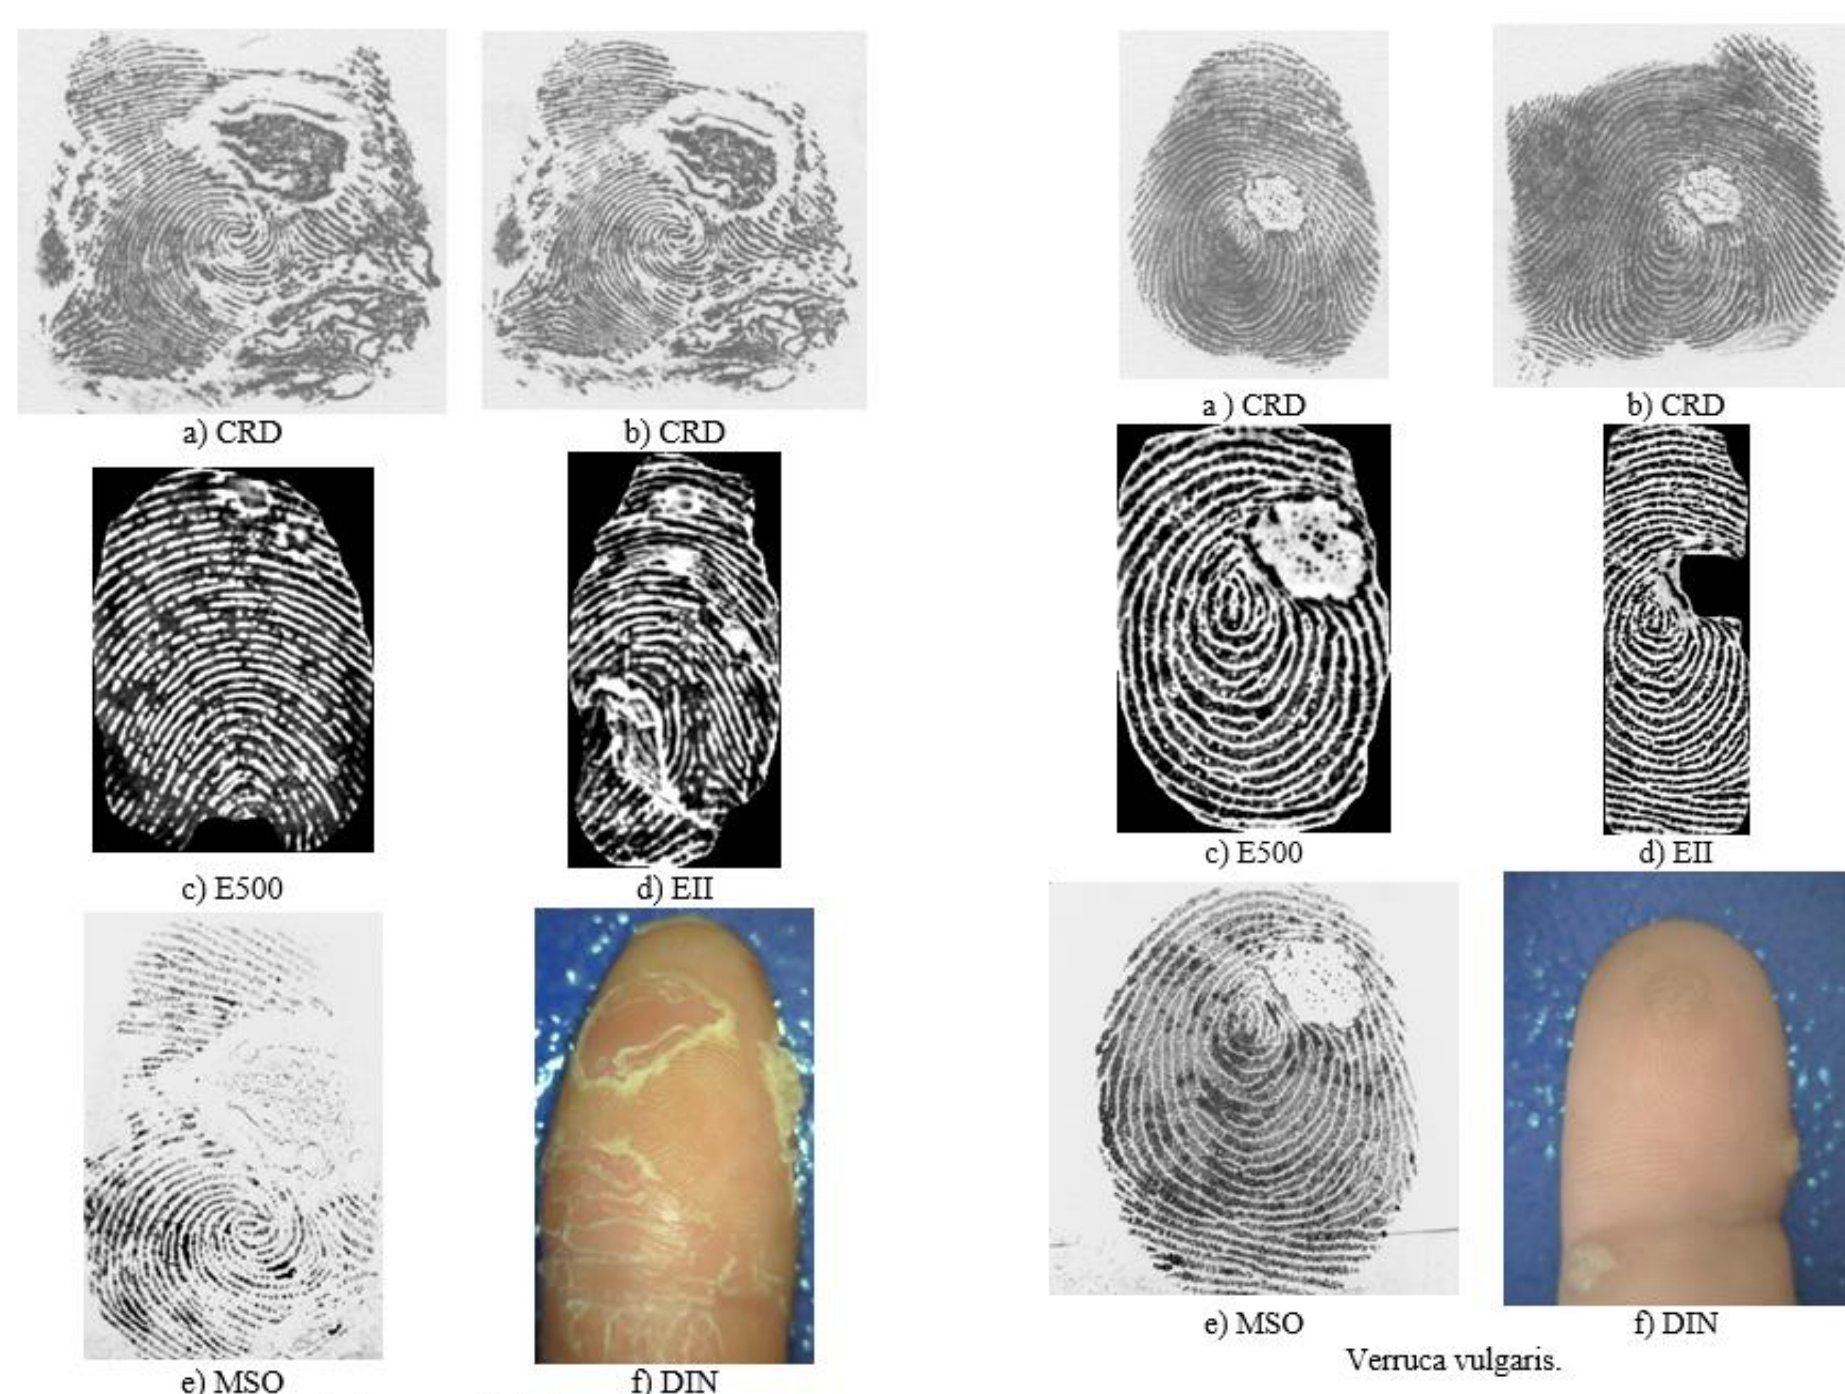 a) CRD
b) CRD
c) E500
d) EII
e) MSO
f) DIN
a ) CRD
b) CRD
c) E500
d) EII
e) MSO
f) DIN
Verruca vulgaris.